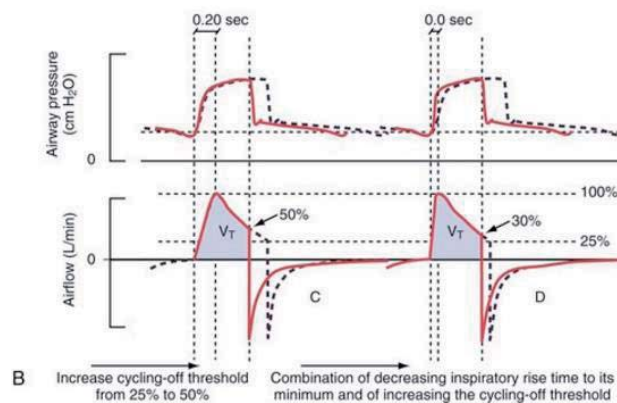 0.20 sec
0.0 sec
Airway pressure
(cm H₂O)
0
100%
50%
30%
25%
Vₜ
Vₜ
Airflow (L/min)
0
C
D
B
Increase cycling-off threshold
from 25% to 50%
Combination of decreasing inspiratory rise time to its
minimum and of increasing the cycling-off threshold